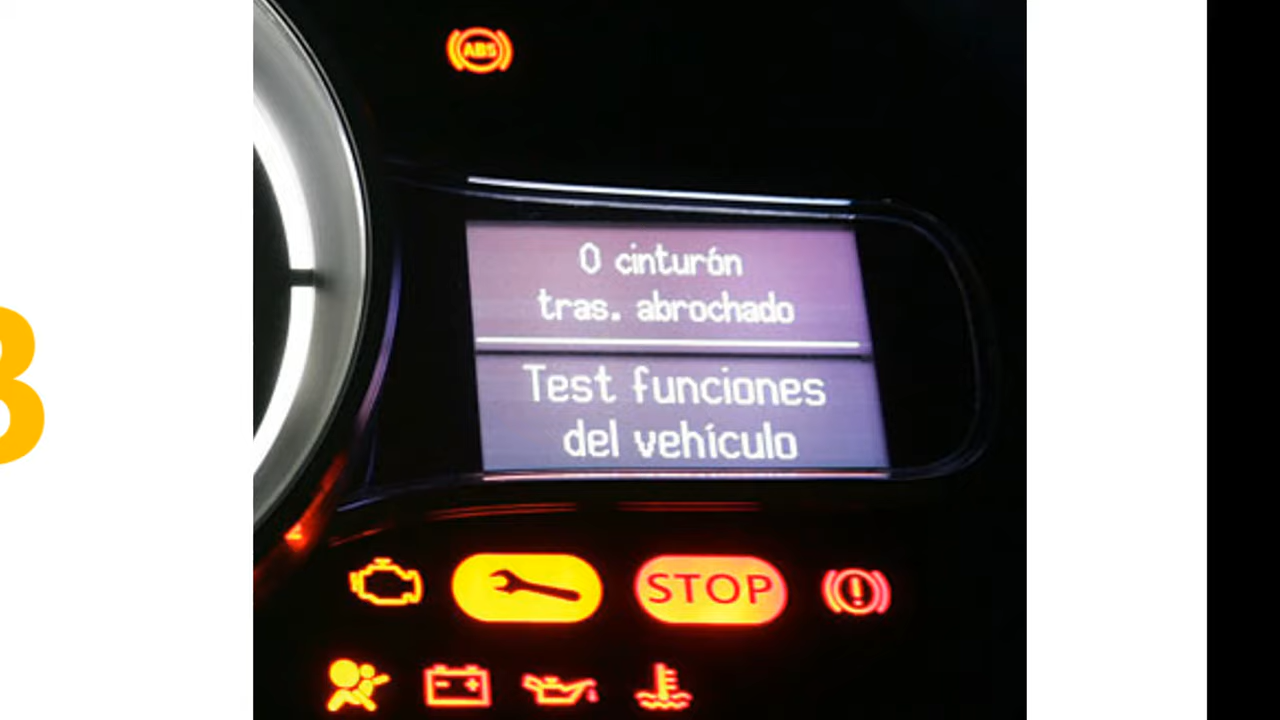 ABS
0 cinturón
tras. abrochado
Test funciones
del vehículo
STOP